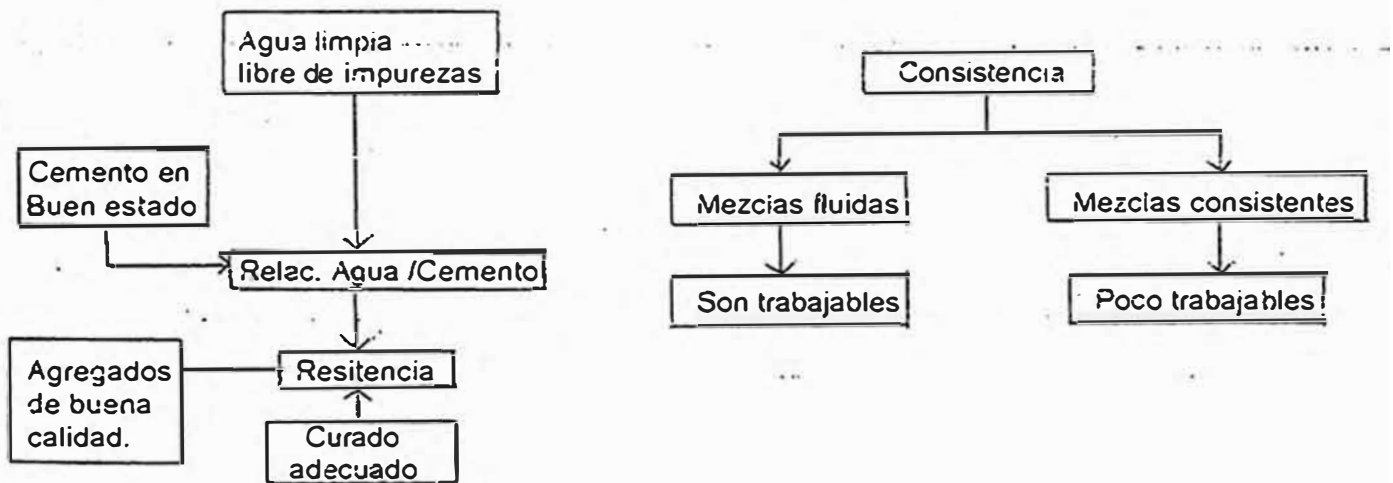 Agua limpia
libre de impurezas
Cemento en
Buen estado
Relac. Agua /Cemento
Agregados
de buena
calidad.
Resitencia
Curado
adecuado
Consistencia
Mezclas fluidas
Mezclas consistentes
Son trabajables
Poco trabajables